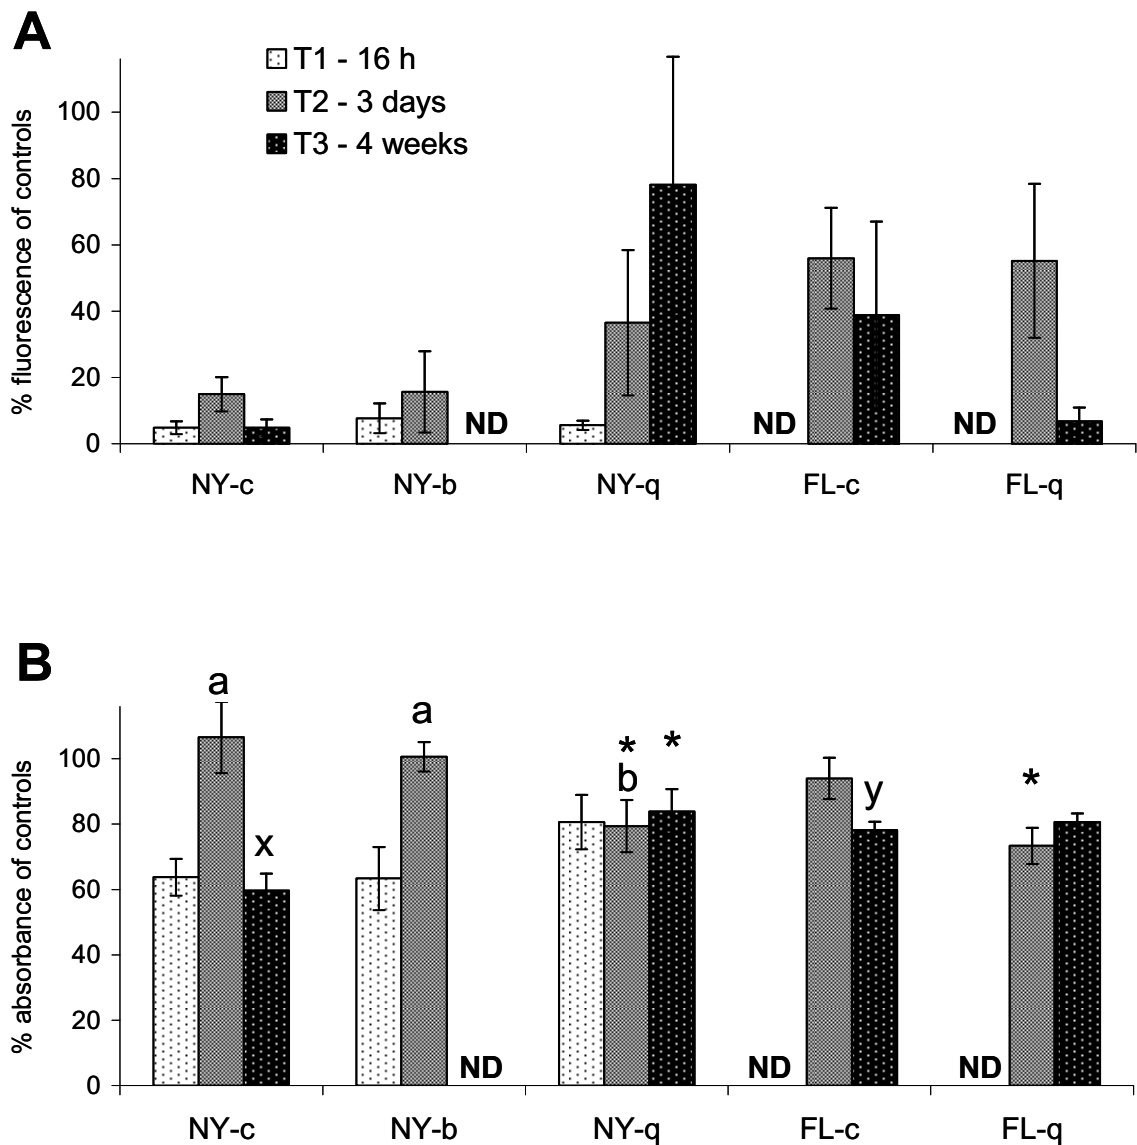 A
T1 - 16 h
T2 - 3 days
T3 - 4 weeks
% fluorescence of controls
100
80
60
40
20
0
ND
ND
ND
NY-c
NY-b
NY-q
FL-c
FL-q
B
% absorbance of controls
100
80
60
40
20
0
a
x
a
*
b
*
y
*
ND
ND
ND
NY-c
NY-b
NY-q
FL-c
FL-q